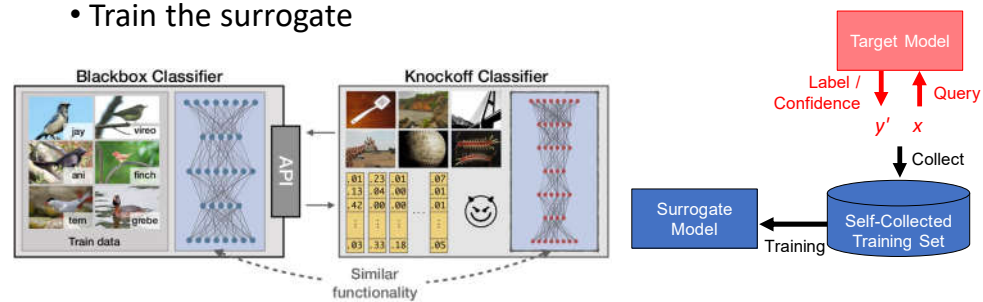 • Train the surrogate
Blackbox Classifier
jay
vireo
ani
finch
tern
grebe
Train data
API
Knockoff Classifier
.01 .23 .01 .07
.13 .04 .00 .01
.42 .00 .00 ... .01
⋮ ⋮ ⋮ ⋮
.03 .33 .18 .05
Similar
functionality
Target Model
Label /
Confidence
Query
y' x
Collect
Self-Collected
Training Set
Training
Surrogate
Model